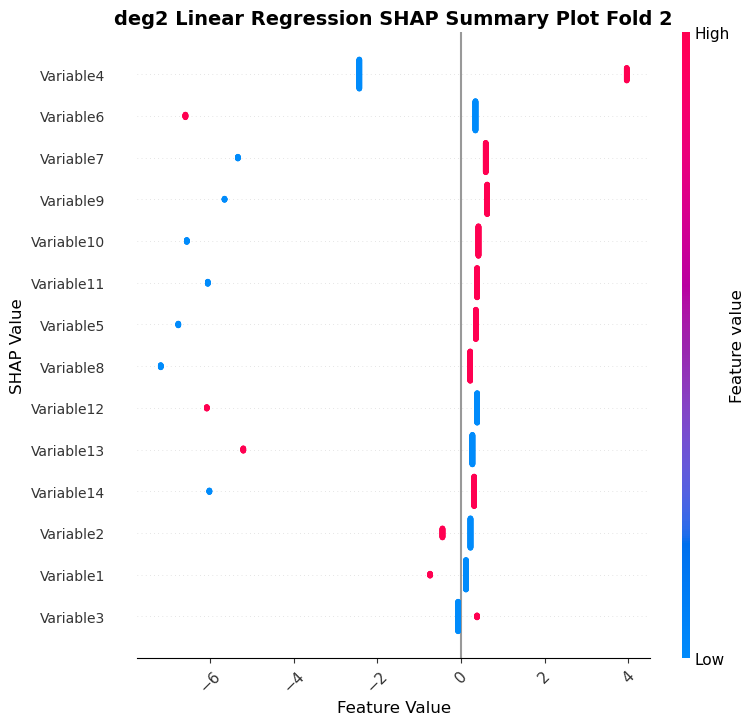 deg2 Linear Regression SHAP Summary Plot Fold 2
High
Variable4
Variable6
Variable7
Variable9
Variable10
Variable11
Variable5
Variable8
Variable12
Variable13
Variable14
Variable2
Variable1
Variable3
SHAP Value
Feature value
Low
−6
−4
−2
0
2
4
Feature Value